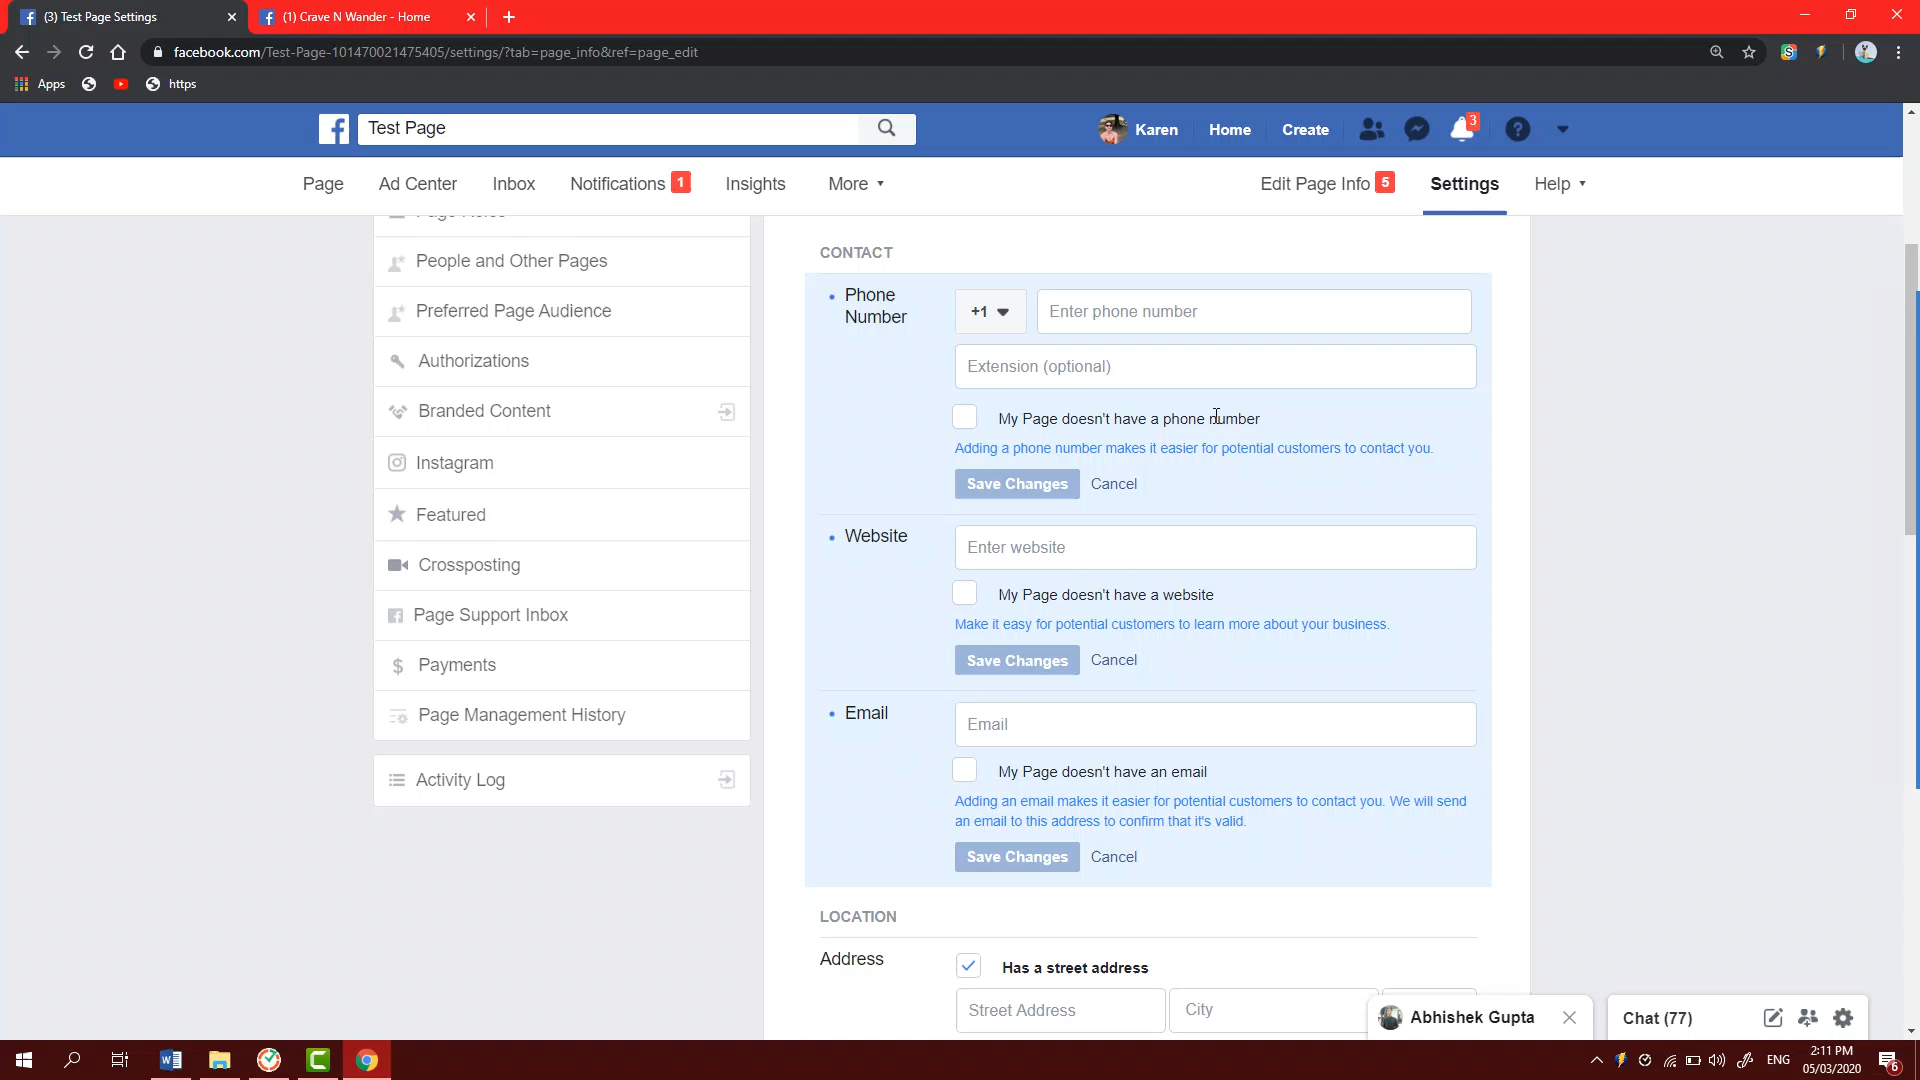 (3) Test Page Settings
(1) Crave N Wander - Home
facebook.com/Test-Page-101470021475405/settings/?tab=page_info&ref=page_edit
Apps
https
Test Page
Karen
Home
Create
3
Page
Ad Center
Inbox
Notifications 1
Insights
More
Edit Page Info 5
Settings
Help
People and Other Pages
Preferred Page Audience
Authorizations
Branded Content
Instagram
Featured
Crossposting
Page Support Inbox
Payments
Page Management History
Activity Log
CONTACT
Phone
Number
+1
Enter phone number
Extension (optional)
My Page doesn't have a phone number
Adding a phone number makes it easier for potential customers to contact you.
Save Changes
Cancel
Website
Enter website
My Page doesn't have a website
Make it easy for potential customers to learn more about your business.
Save Changes
Cancel
Email
Email
My Page doesn't have an email
Adding an email makes it easier for potential customers to contact you. We will send
an email to this address to confirm that it's valid.
Save Changes
Cancel
LOCATION
Address
Has a street address
Street Address
City
Abhishek Gupta
Chat (77)
ENG
2:11 PM
05/03/2020
6